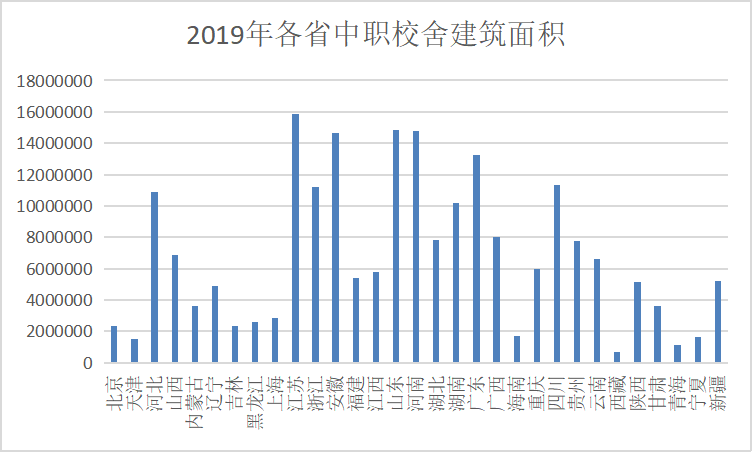 2019年各省中职校舍建筑面积
18000000
16000000
14000000
12000000
10000000
8000000
6000000
4000000
2000000
0
北京
天津
河北
山西
内蒙古
辽宁
吉林
黑龙江
上海
江苏
浙江
安徽
福建
江西
山东
河南
湖北
湖南
广东
广西
海南
重庆
四川
贵州
云南
西藏
陕西
甘肃
青海
宁夏
新疆